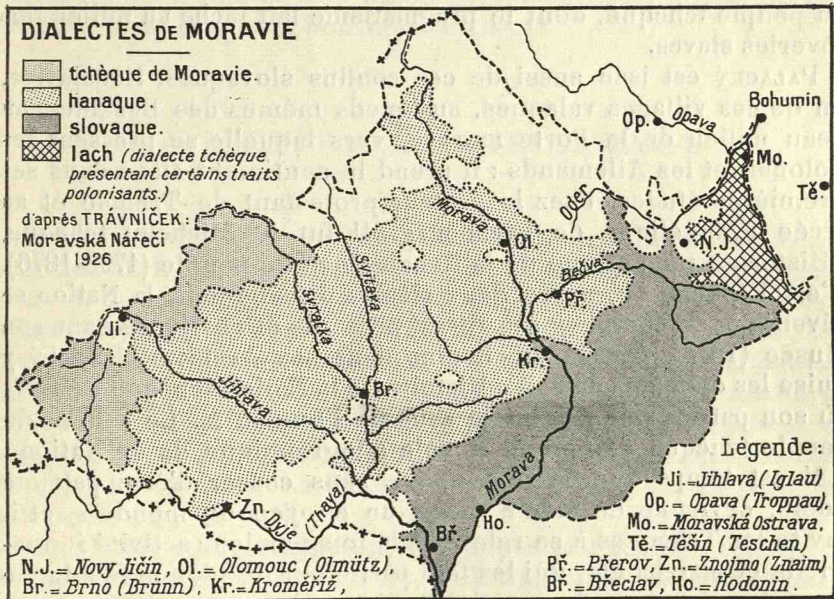 DIALECTES DE MORAVIE
tchèque de Moravie.
hanaque.
slovaque.
lach (dialecte tchèque
présentant certains traits
polonisants.)
d'après TRÁVNÍČEK:
Moravská Nářeči
1926
Bohumin
Op.
Opava
Mo.
Tě.
Oder
N.J.
Morava
Ol.
Bečva
Př.
Svitava
svratka
Ji.
Kr.
Jihlava
Br.
Morava
Zn.
Dyje (Thaya)
Ho.
Bř.
Légende:
Ji.=Jihlava (Iglau)
Op.=Opava (Troppau),
Mo.=Moravská Ostrava,
Tě.=Těšín (Teschen)
N.J.=Novy Jičín, Ol.=Olomouc (Olmütz), Př.=Přerov, Zn.=Znojmo (Znaïm)
Br.=Brno (Brünn), Kr.=Kroměříž, Bř.=Břeclav, Ho.=Hodonin.